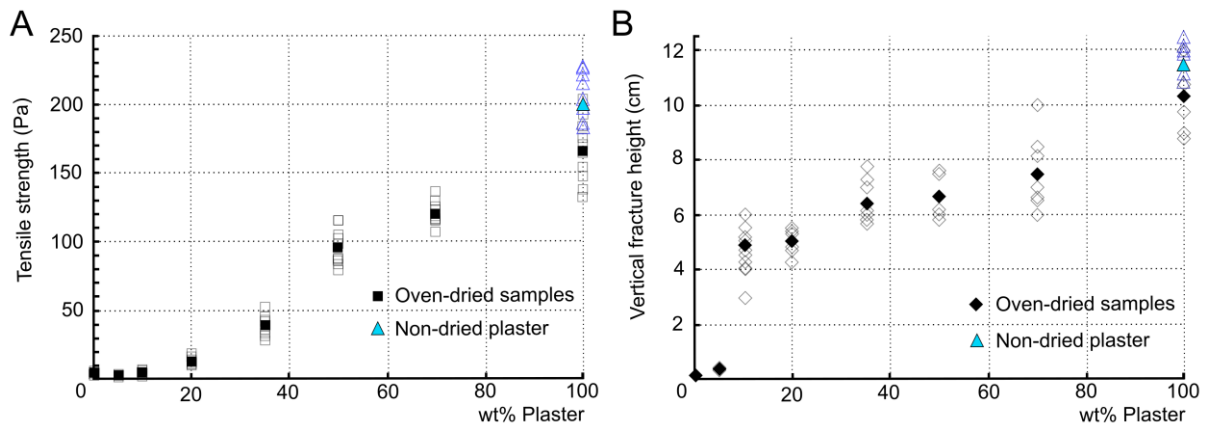 A
250
200
150
100
50
0
20
40
60
80
100
Tensile strength (Pa)
wt% Plaster
Oven-dried samples
Non-dried plaster
B
12
10
8
6
4
2
0
20
40
60
80
100
Vertical fracture height (cm)
wt% Plaster
Oven-dried samples
Non-dried plaster